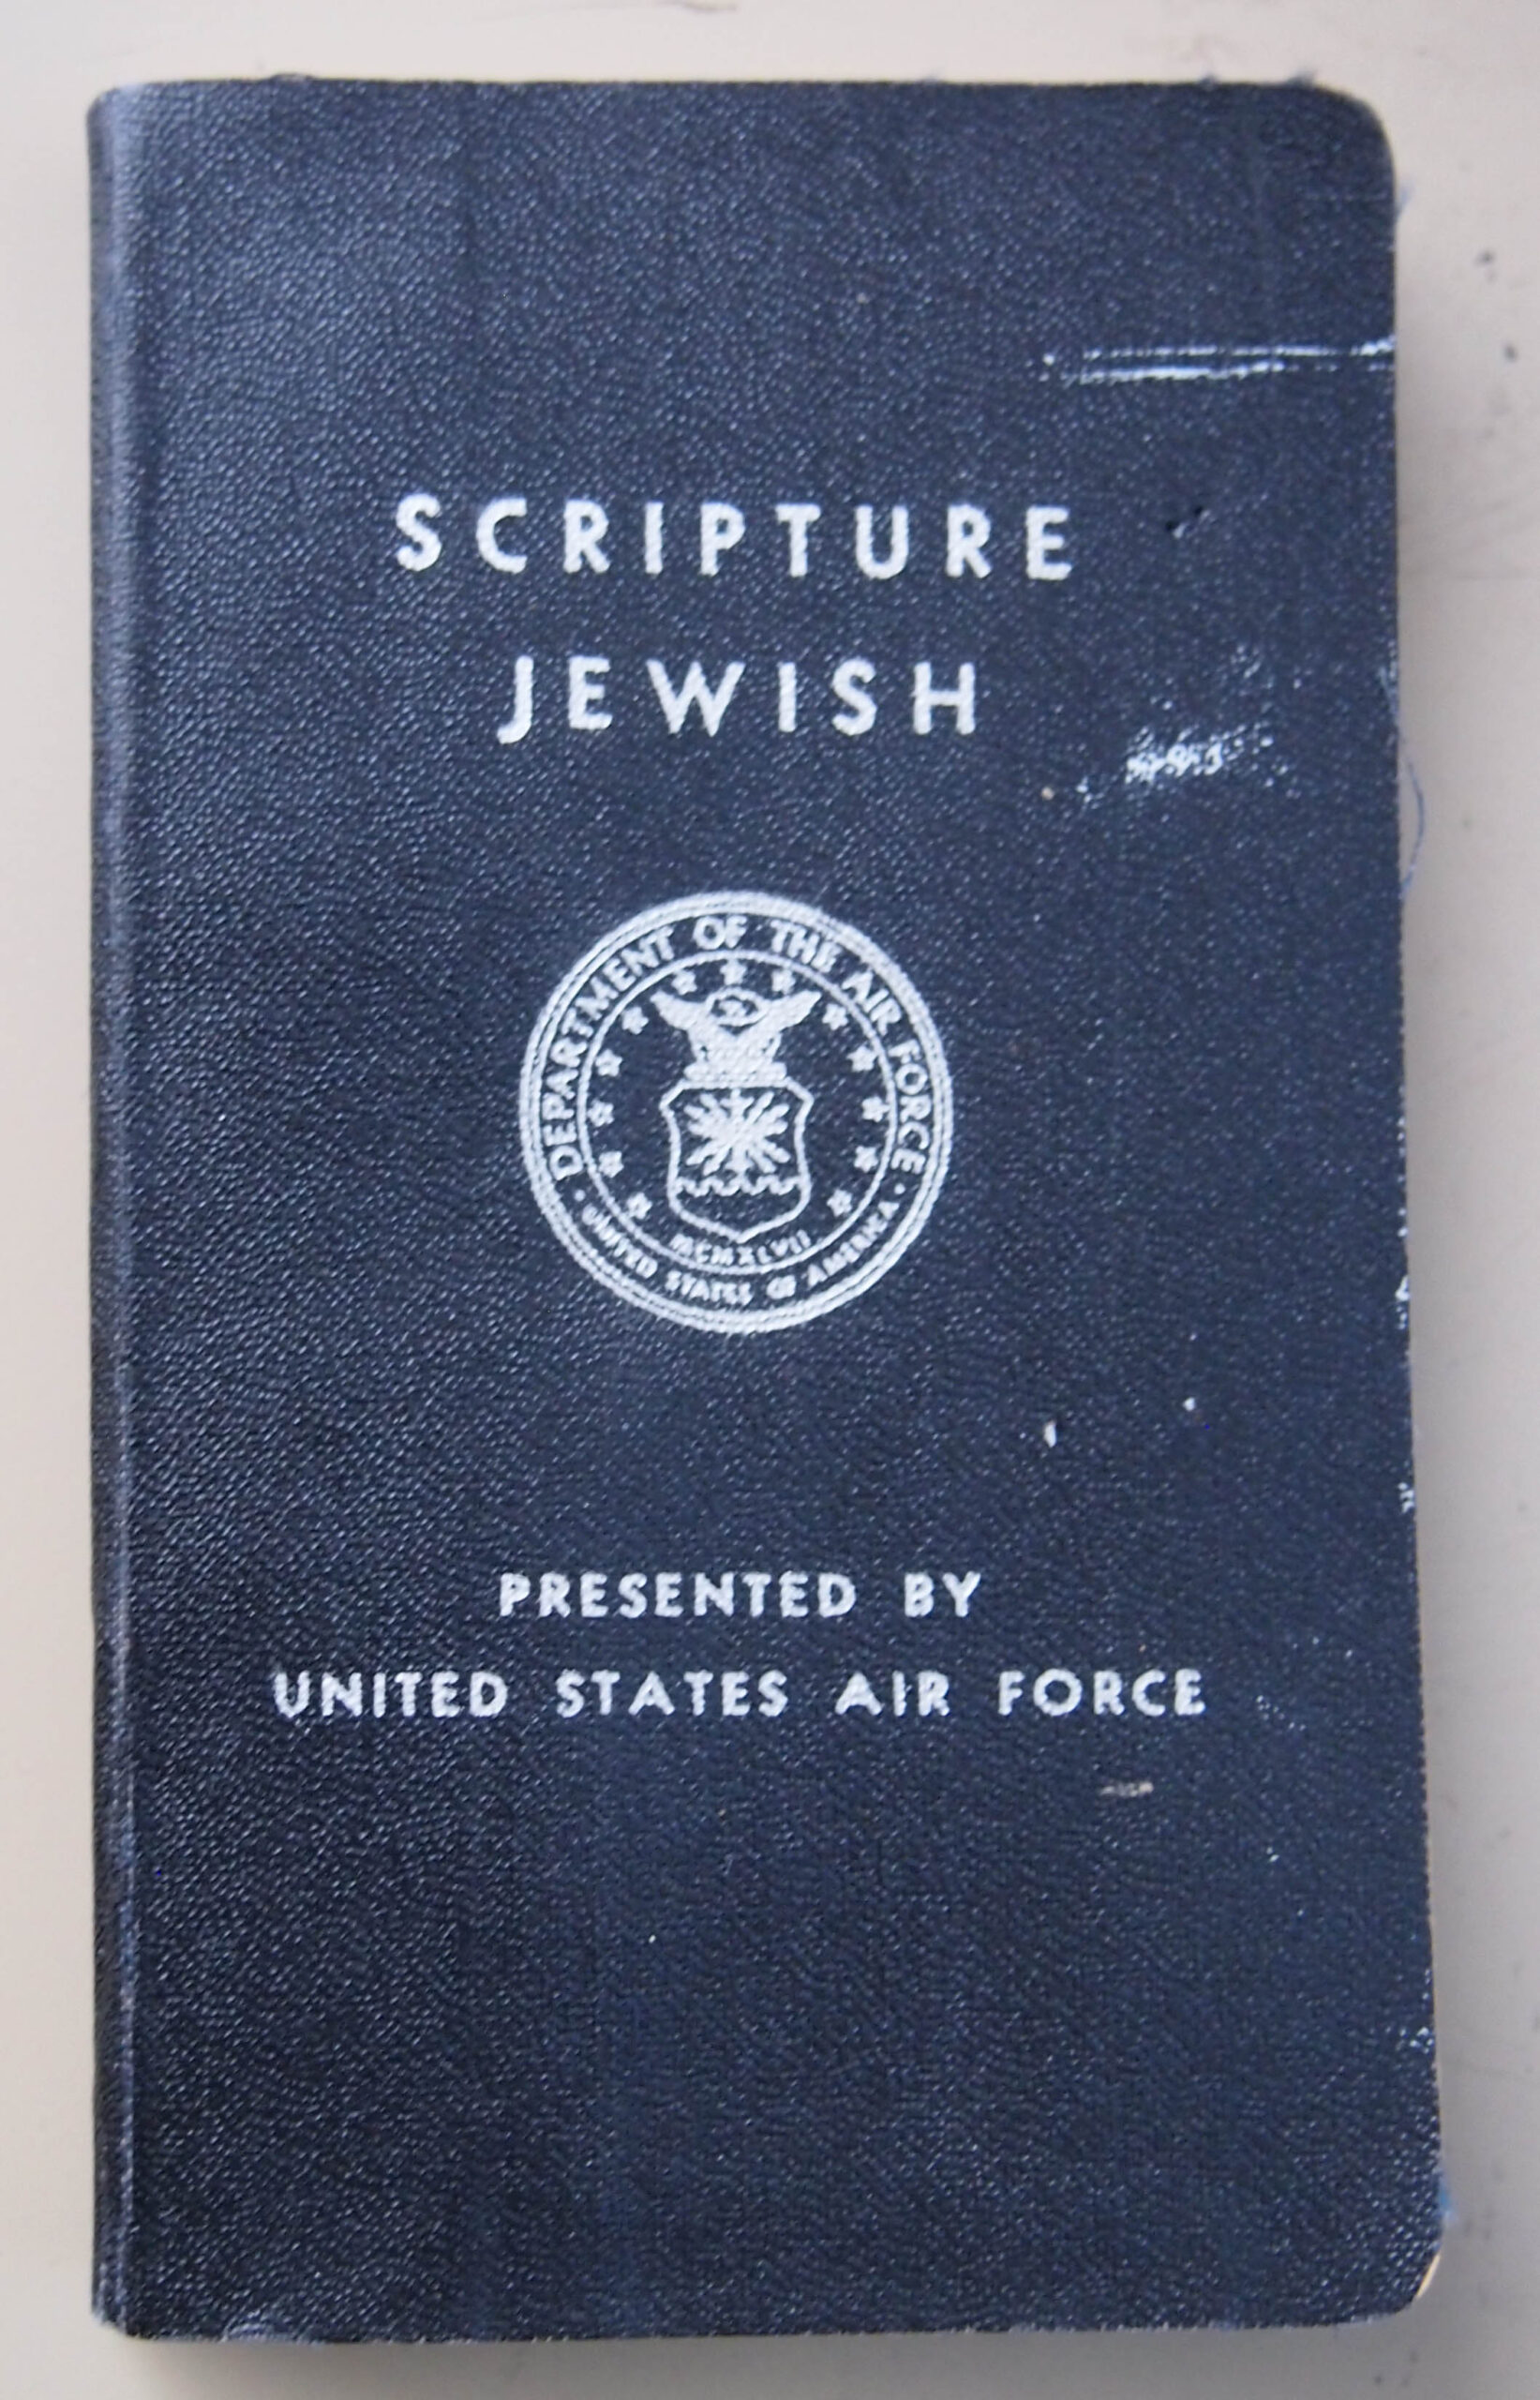 SCRIPTURE
JEWISH
DEPARTMENT OF THE AIR FORCE
MCMXLVII
· UNITED STATES OF AMERICA ·
PRESENTED BY
UNITED STATES AIR FORCE